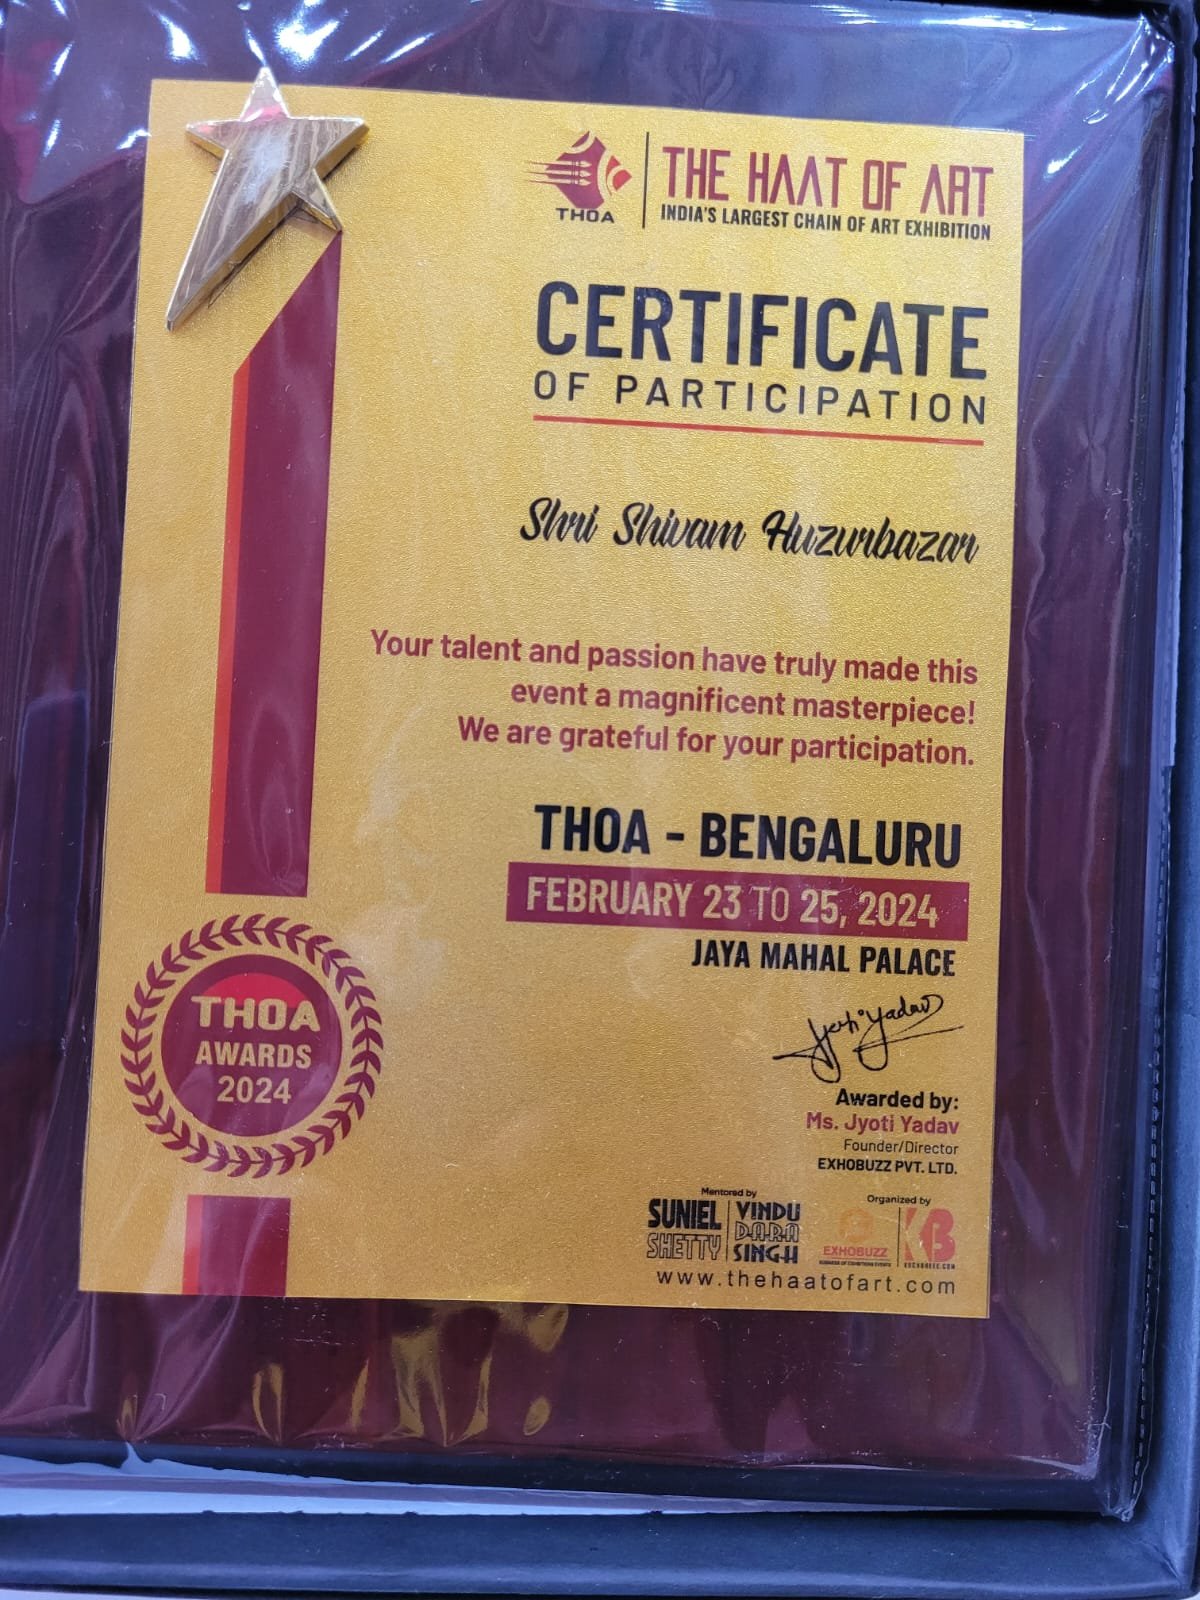 THOA
THE HAAT OF ART
INDIA'S LARGEST CHAIN OF ART EXHIBITION
CERTIFICATE
OF PARTICIPATION
Shri Shivam Huzurbazar
Your talent and passion have truly made this
event a magnificent masterpiece!
We are grateful for your participation.
THOA - BENGALURU
FEBRUARY 23 TO 25, 2024
JAYA MAHAL PALACE
THOA
AWARDS
2024
Jyoti Yadav
Awarded by:
Ms. Jyoti Yadav
Founder/Director
EXHOBUZZ PVT. LTD.
Mentored by
SUNIEL
SHETTY
VINDU
DARA
SINGH
Organized by
EXHOBUZZ
KB
www.thehaatofart.com